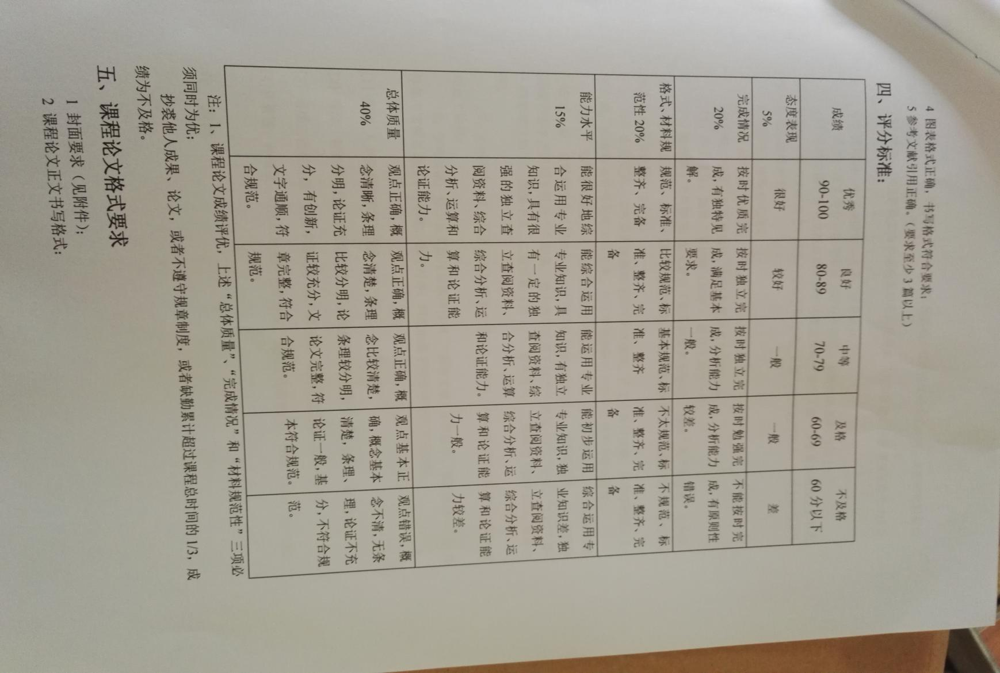 4 图表格式正确，书写格式符合要求；
5 参考文献引用正确。（要求至少 3 篇以上）
四、评分标准：
成绩
优秀
90-100
良好
80-89
中等
70-79
及格
60-69
不及格
60 分以下
态度表现
5%
很好
较好
一般
一般
差
完成情况
20%
按时优质完
成，有独特见
解。
按时独立完
成，满足基本
要求。
按时独立完
成，分析能力
一般。
按时勉强完
成，分析能力
较差。
不能按时完
成，有原则性
错误。
格式、材料规
范性 20%
规范、标准、
整齐、完备
比较规范、标
准、整齐、完
备
基本规范、标
准、整齐
不太规范、标
准、整齐、完
备
不规范、标
准、整齐、完
备
能力水平
15%
能很好地综
合运用专业
知识，具有很
强的独立查
阅资料、综合
分析、运算和
论证能力。
能综合运用
专业知识，具
有一定的独
立查阅资料、
综合分析、运
算和论证能
力。
能运用专业
知识，有独立
查阅资料、综
合分析、运算
和论证能力。
能初步运用
专业知识，独
立查阅资料、
综合分析、运
算和论证能
力一般。
综合运用专
业知识差，独
立查阅资料、
综合分析、运
算和论证能
力较差。
总体质量
40%
观点正确，概
念清晰，条理
分明，论证充
分，有创新，
文字通顺，符
合规范。
观点正确，概
念清楚，条理
比较分明，论
证较充分，文
章完整，符合
规范。
观点正确，概
念比较清楚，
条理较分明，
论文完整，符
合规范。
观点基本正
确，概念基本
清楚，条理、
论证一般，基
本符合规范。
观点错误，概
念不清，无条
理，论证不充
分，不符合规
范。
注：1、课程论文成绩评优，上述“总体质量”、“完成情况”和“材料规范性”三项必
须同时为优；
抄袭他人成果、论文，或者不遵守规章制度，或者缺勤累计超过课程总时间的 1/3，成
绩为不及格。
五、课程论文格式要求
1 封面要求（见附件）；
2 课程论文正文书写格式：